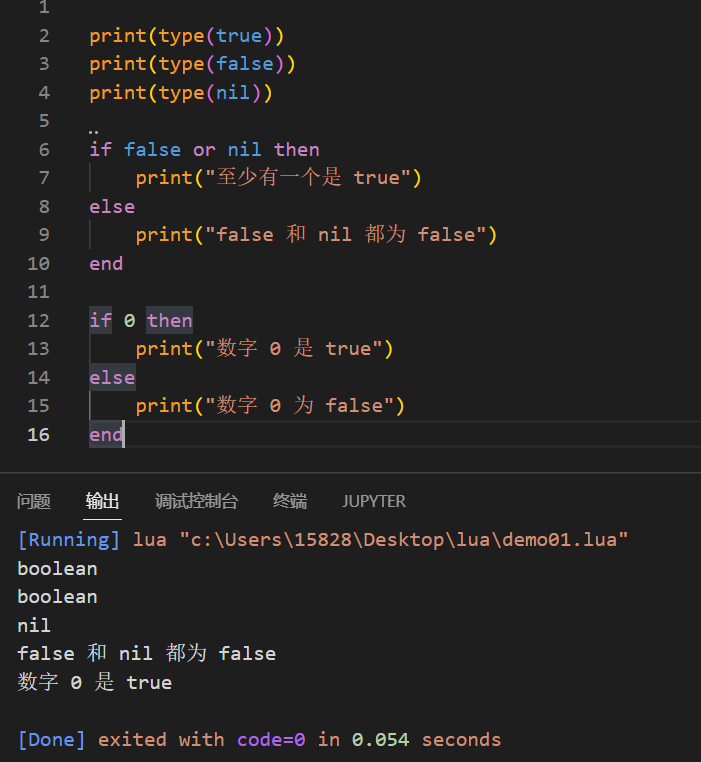 1
2 print(type(true))
3 print(type(false))
4 print(type(nil))
5
6 if false or nil then
7 print("至少有一个是 true")
8 else
9 print("false 和 nil 都为 false")
10 end
11
12 if 0 then
13 print("数字 0 是 true")
14 else
15 print("数字 0 为 false")
16 end
问题 输出 调试控制台 终端 JUPYTER
[Running] lua "c:\Users\15828\Desktop\lua\demo01.lua"
boolean
boolean
nil
false 和 nil 都为 false
数字 0 是 true
[Done] exited with code=0 in 0.054 seconds